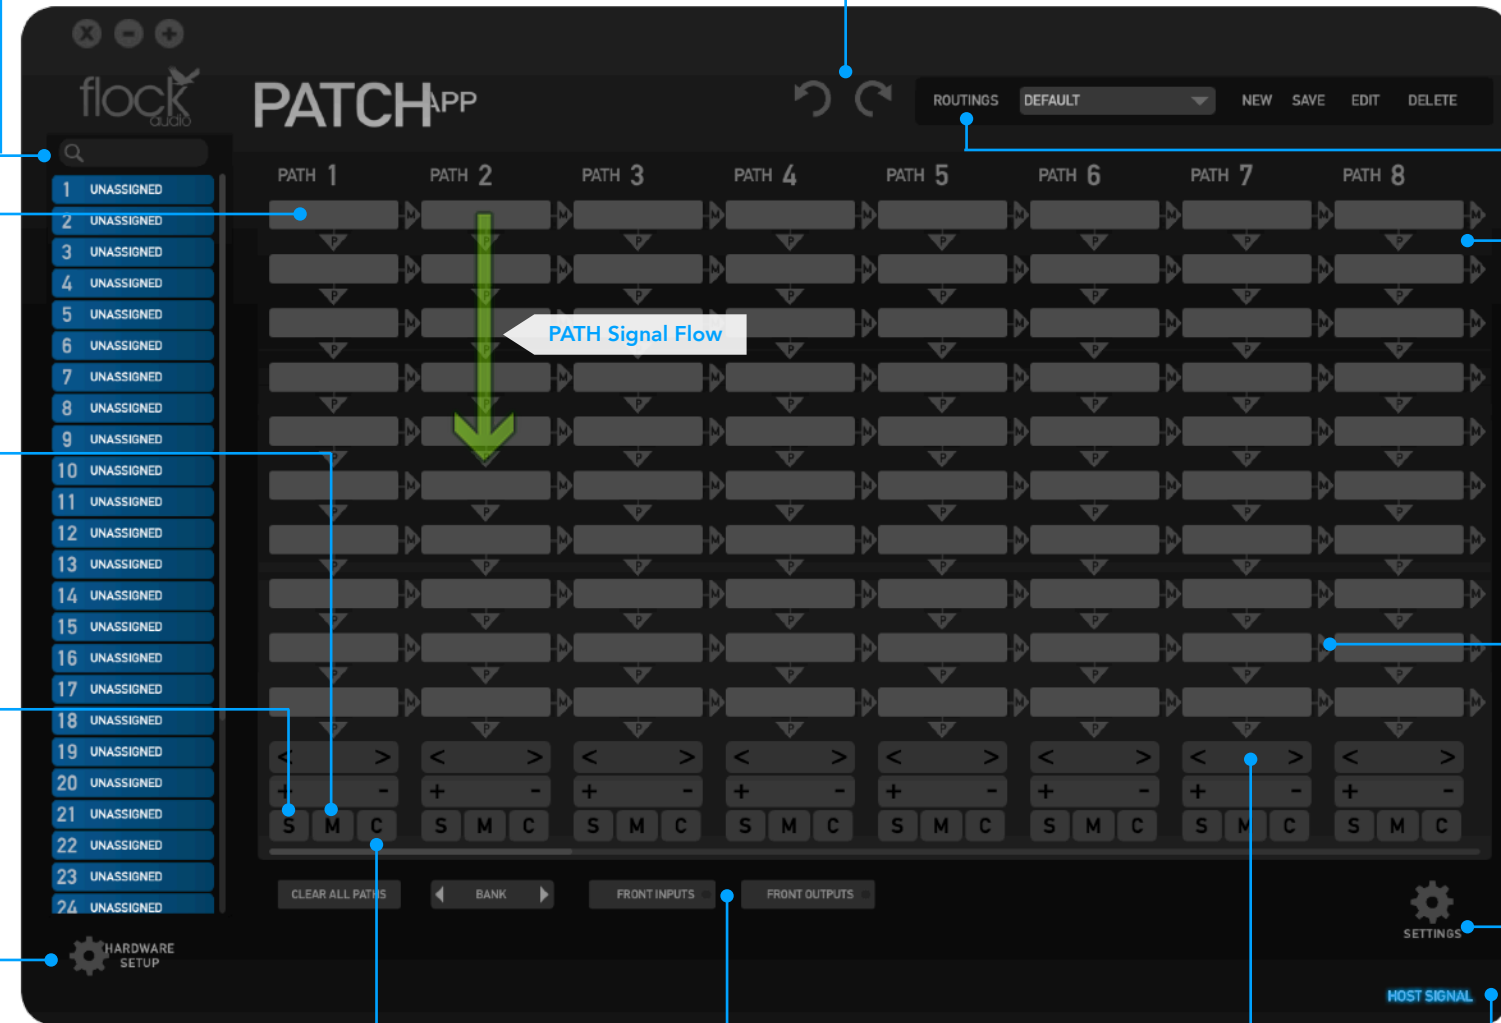 flock
audio
PATCH APP
ROUTINGS DEFAULT NEW SAVE EDIT DELETE
PATH 1 PATH 2 PATH 3 PATH 4 PATH 5 PATH 6 PATH 7 PATH 8
1 UNASSIGNED
2 UNASSIGNED
3 UNASSIGNED
4 UNASSIGNED
5 UNASSIGNED
6 UNASSIGNED
7 UNASSIGNED
8 UNASSIGNED
9 UNASSIGNED
10 UNASSIGNED
11 UNASSIGNED
12 UNASSIGNED
13 UNASSIGNED
14 UNASSIGNED
15 UNASSIGNED
16 UNASSIGNED
17 UNASSIGNED
18 UNASSIGNED
19 UNASSIGNED
20 UNASSIGNED
21 UNASSIGNED
22 UNASSIGNED
23 UNASSIGNED
24 UNASSIGNED
PATH Signal Flow
< > < > < > < > < > < > < > < >
+ - + - + - + - + - + - + - + -
S M C S M C S M C S M C S M C S M C S M C S M C
CLEAR ALL PATHS BANK FRONT INPUTS FRONT OUTPUTS
HARDWARE
SETUP
SETTINGS
HOST SIGNAL